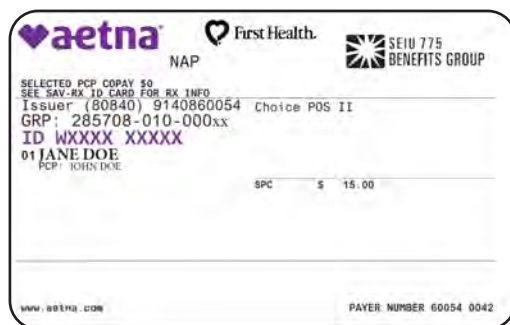 aetna
First Health.
SEIU 775
BENEFITS GROUP
NAP
SELECTED PCP COPAY $0
SEE SAV-RX ID CARD FOR RX INFO
Issuer (80840) 9140860054 Choice POS II
GRP: 285708-010-000xx
ID WXXXX XXXXX
01 JANE DOE
PCP: JOHN DOE
SPC $ 15.00
www.aetna.com PAYER NUMBER 60054 0042